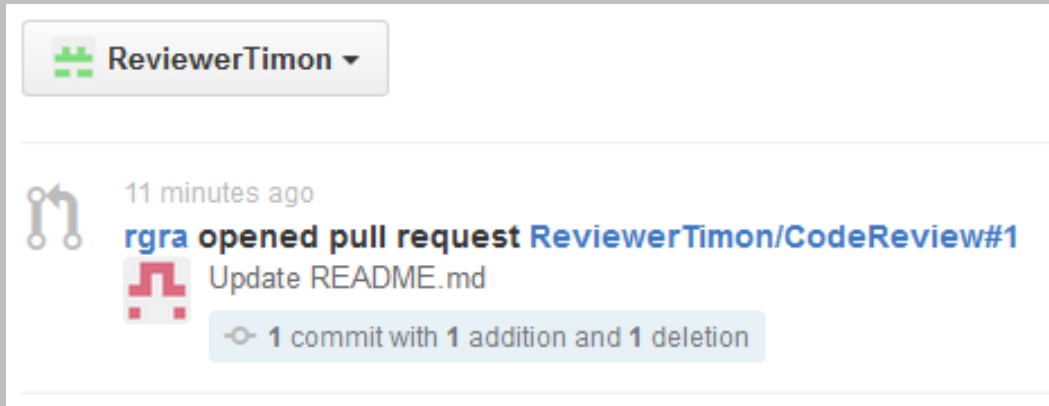 ReviewerTimon
11 minutes ago
rgra opened pull request ReviewerTimon/CodeReview#1
Update README.md
1 commit with 1 addition and 1 deletion